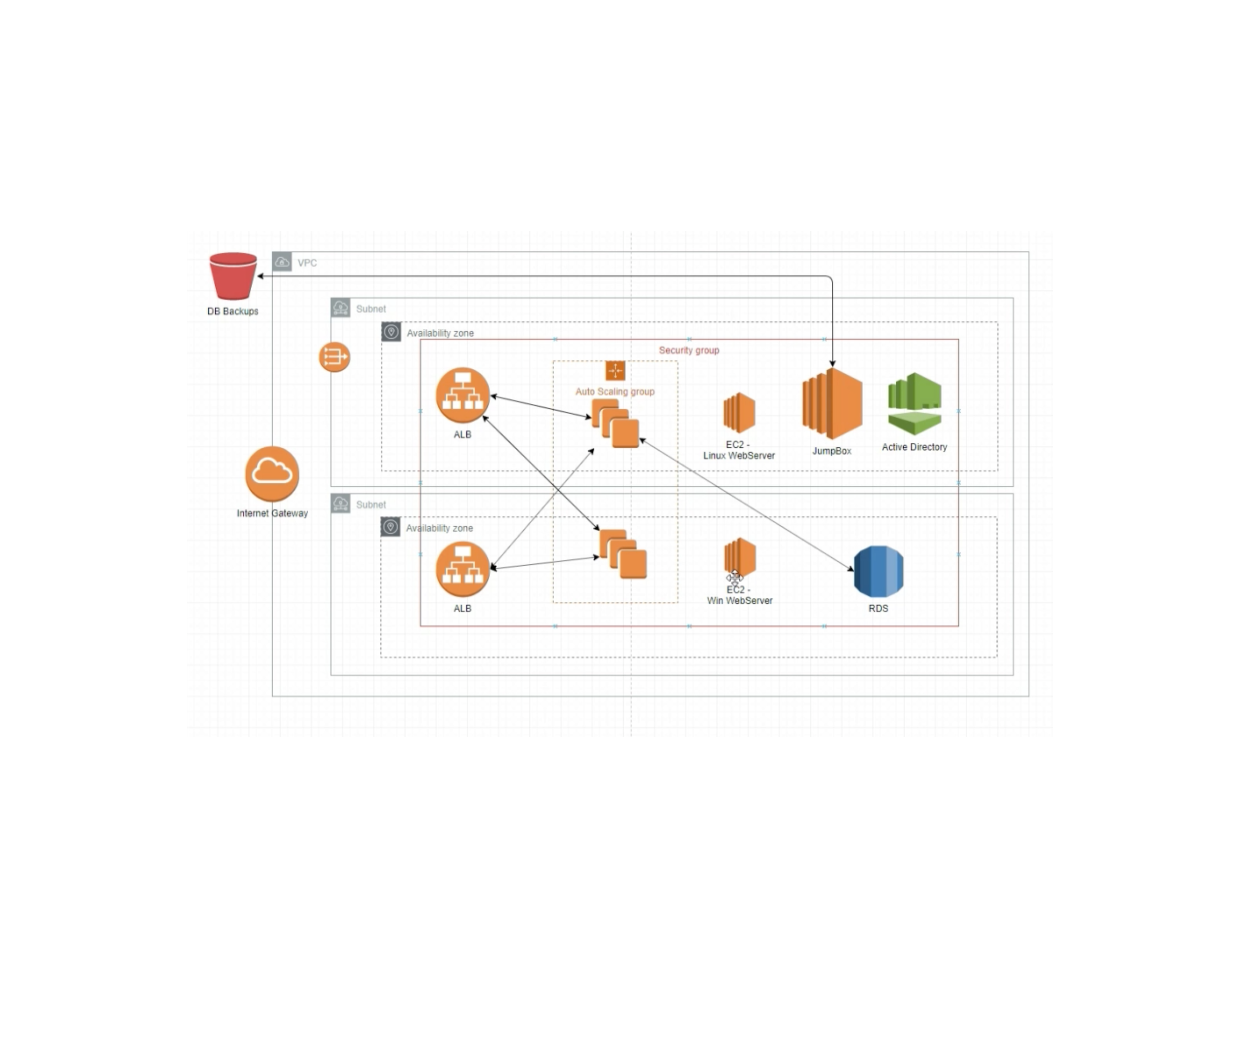 VPC
DB Backups
Subnet
Availability zone
Security group
Auto Scaling group
ALB
EC2 -
Linux WebServer
JumpBox
Active Directory
Internet Gateway
Subnet
Availability zone
ALB
EC2 -
Win WebServer
RDS